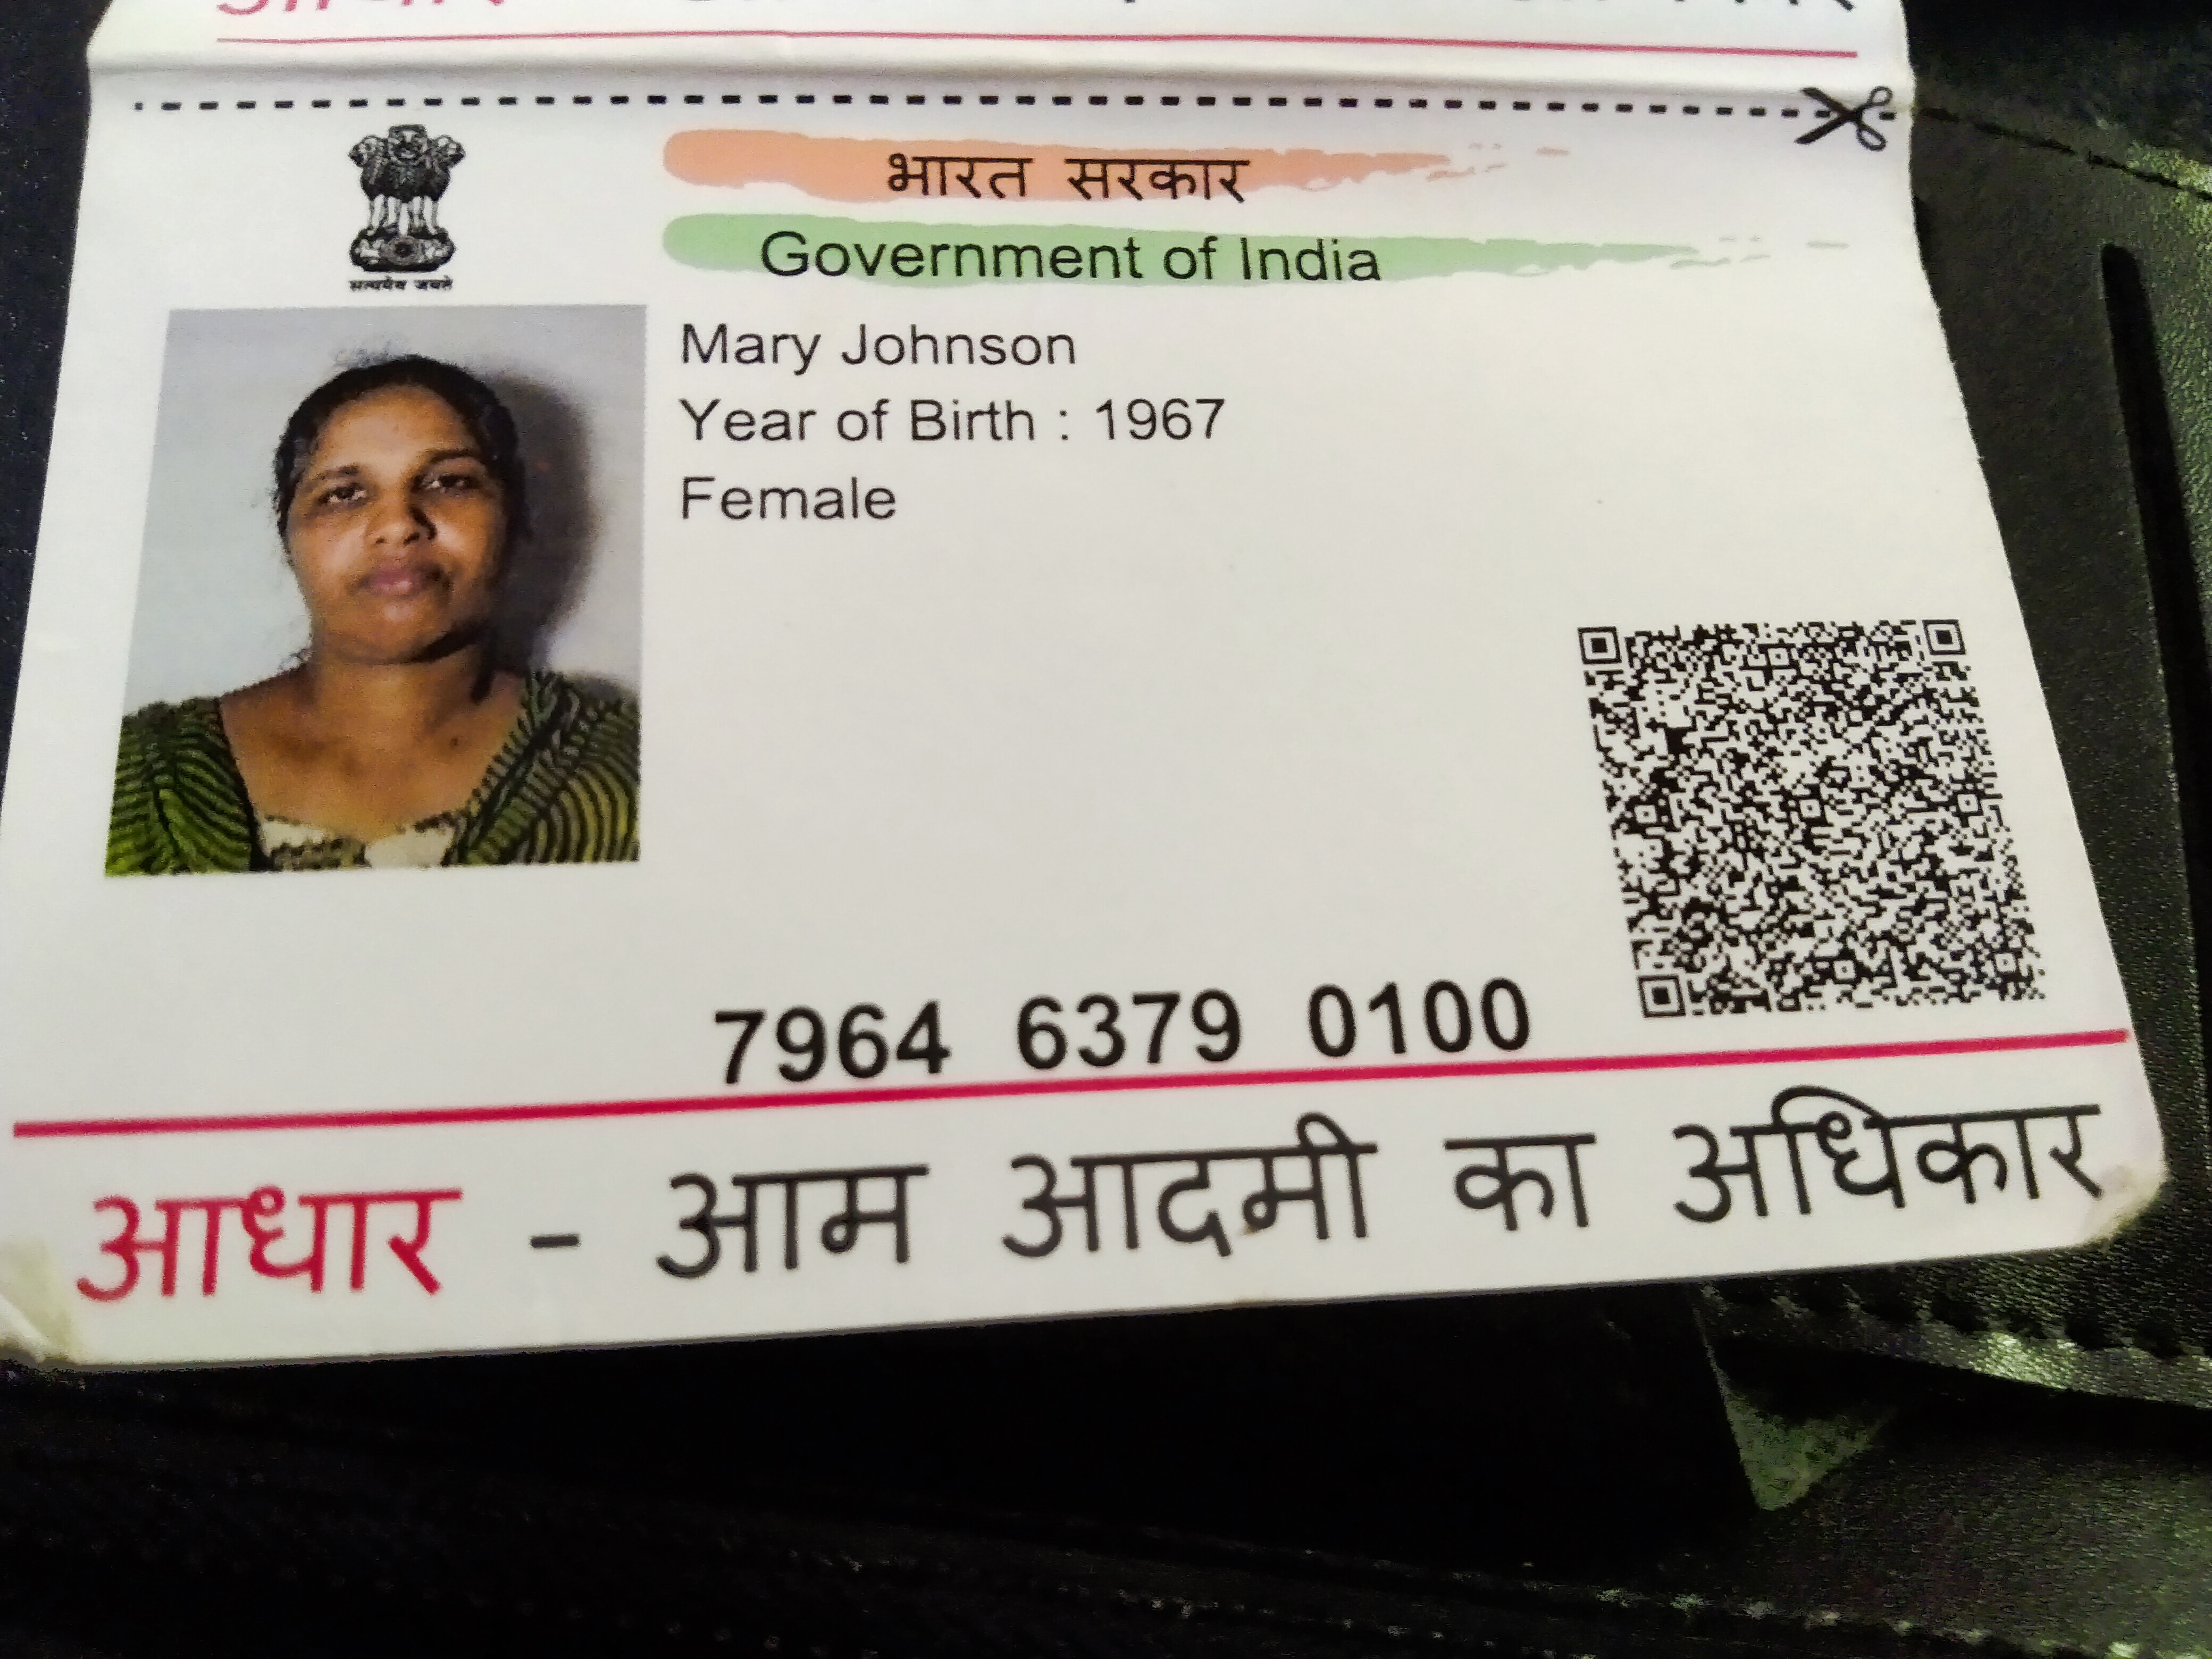 भारत सरकार
Government of India
सत्यमेव जयते
Mary Johnson
Year of Birth : 1967
Female
7964 6379 0100
आधार - आम आदमी का अधिकार